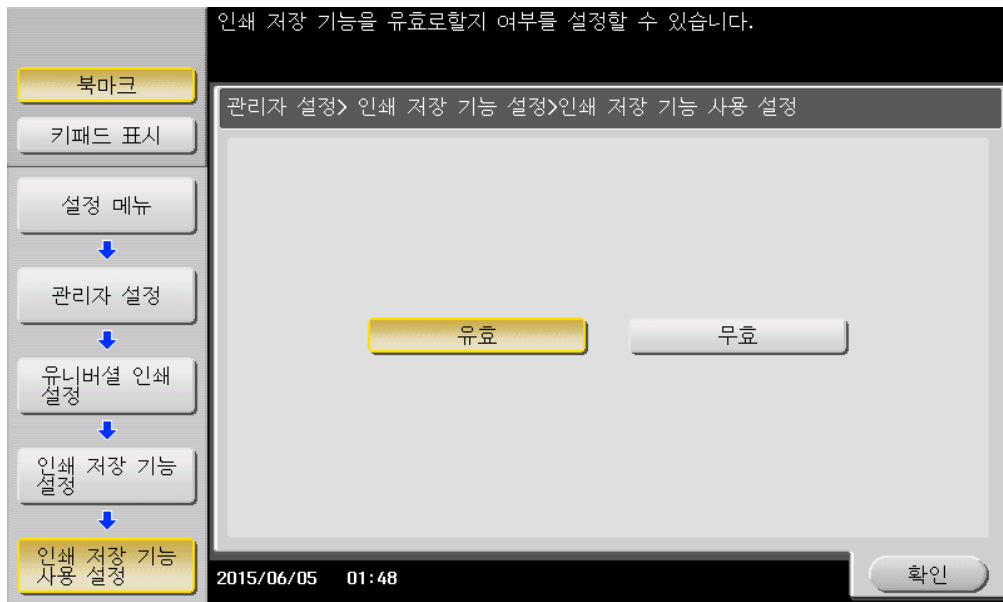 인쇄 저장 기능을 유효로할지 여부를 설정할 수 있습니다.
북마크
키패드 표시
설정 메뉴
관리자 설정
유니버셜 인쇄
설정
인쇄 저장 기능
설정
인쇄 저장 기능
사용 설정
관리자 설정> 인쇄 저장 기능 설정>인쇄 저장 기능 사용 설정
유효
무효
2015/06/05 01:48
확인